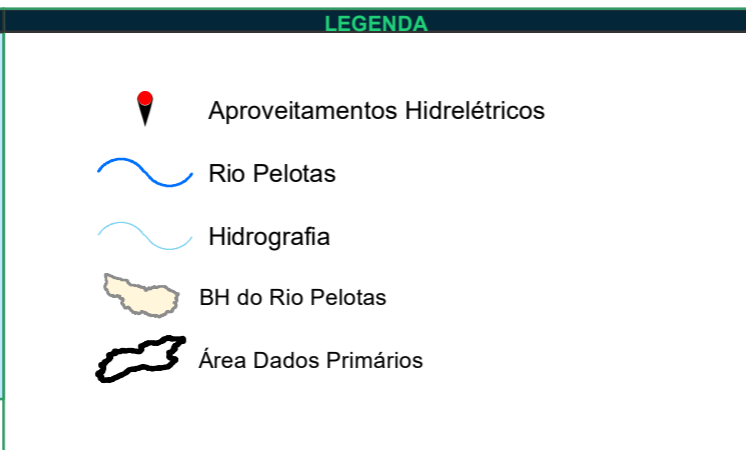 LEGENDA
Aproveitamentos Hidrelétricos
Rio Pelotas
Hidrografia
BH do Rio Pelotas
Área Dados Primários